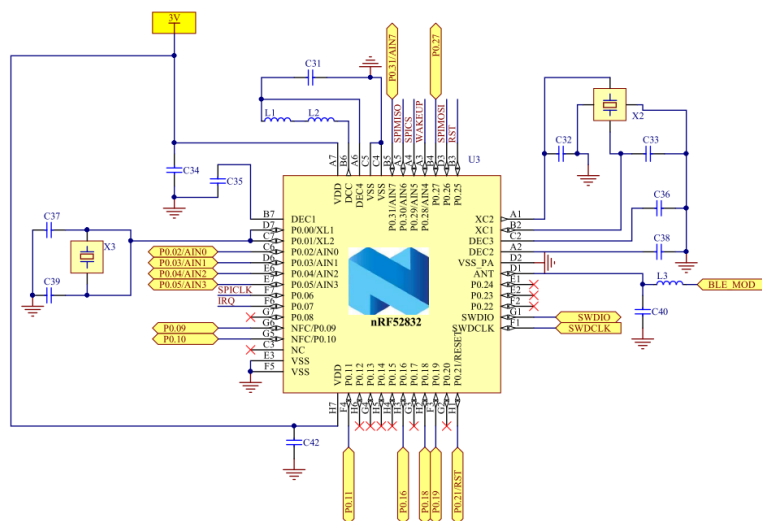 3V
P0.31/AIN7
P0.27
C31
L1
L2
SPIMISO
SPICS
WAKEUP
SPIMOSI
RST
X2
C32
C33
C34
C35
A7
B6
A6
C5
C4
B5
A5
A4
A3
B4
D3
B3
U3
VDD
DCC
DEC4
VSS
VSS
P0.31/AIN7
P0.30/AIN6
P0.29/AIN5
P0.28/AIN4
P0.27
P0.26
P0.25
C37
X3
C39
B7 DEC1
D7 P0.00/XL1
C7 P0.01/XL2
P0.02/AIN0 C6 P0.02/AIN0
P0.03/AIN1 D6 P0.03/AIN1
P0.04/AIN2 E6 P0.04/AIN2
P0.05/AIN3 E7 P0.05/AIN3
SPICLK F7 P0.06
IRQ F6 P0.07
G7 P0.08
P0.09 G6 NFC/P0.09
P0.10 G5 NFC/P0.10
C3 NC
E3 VSS
F5 VSS
nRF52832
XC2 A1
XC1 B2
DEC3 C2
DEC2 A2
VSS_PA D2
ANT D1
P0.24 E1
P0.23 E2
P0.22 F2
SWDIO G1 SWDIO
SWDCLK F1 SWDCLK
C36
C38
L3
BLE_MOD
C40
VDD
P0.11
P0.12
P0.13
P0.14
P0.15
P0.16
P0.17
P0.18
P0.19
P0.20
P0.21/RESET
H7
F4
H6
G4
H5
H4
H3
G3
H2
F3
G2
H1
C42
P0.11
P0.16
P0.18
P0.19
P0.21/RST